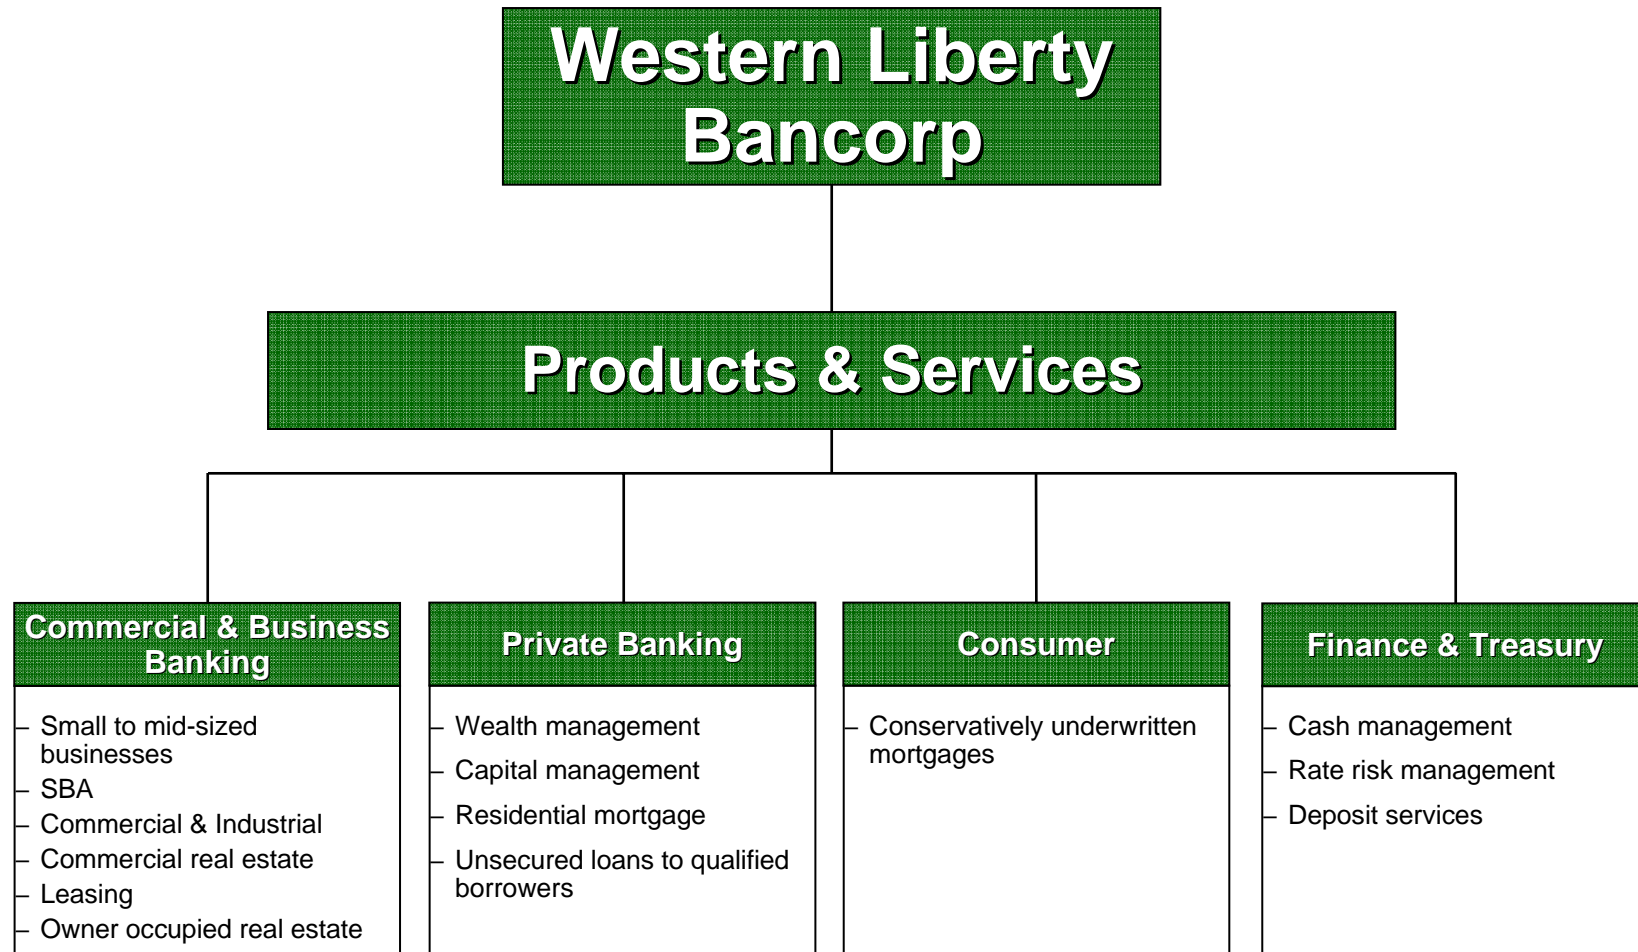 Western Liberty
Bancorp
Products & Services
Commercial & Business
Banking
– Small to mid-sized
businesses
– SBA
– Commercial & Industrial
– Commercial real estate
– Leasing
– Owner occupied real estate
Private Banking
– Wealth management
– Capital management
– Residential mortgage
– Unsecured loans to qualified
borrowers
Consumer
– Conservatively underwritten
mortgages
Finance & Treasury
– Cash management
– Rate risk management
– Deposit services